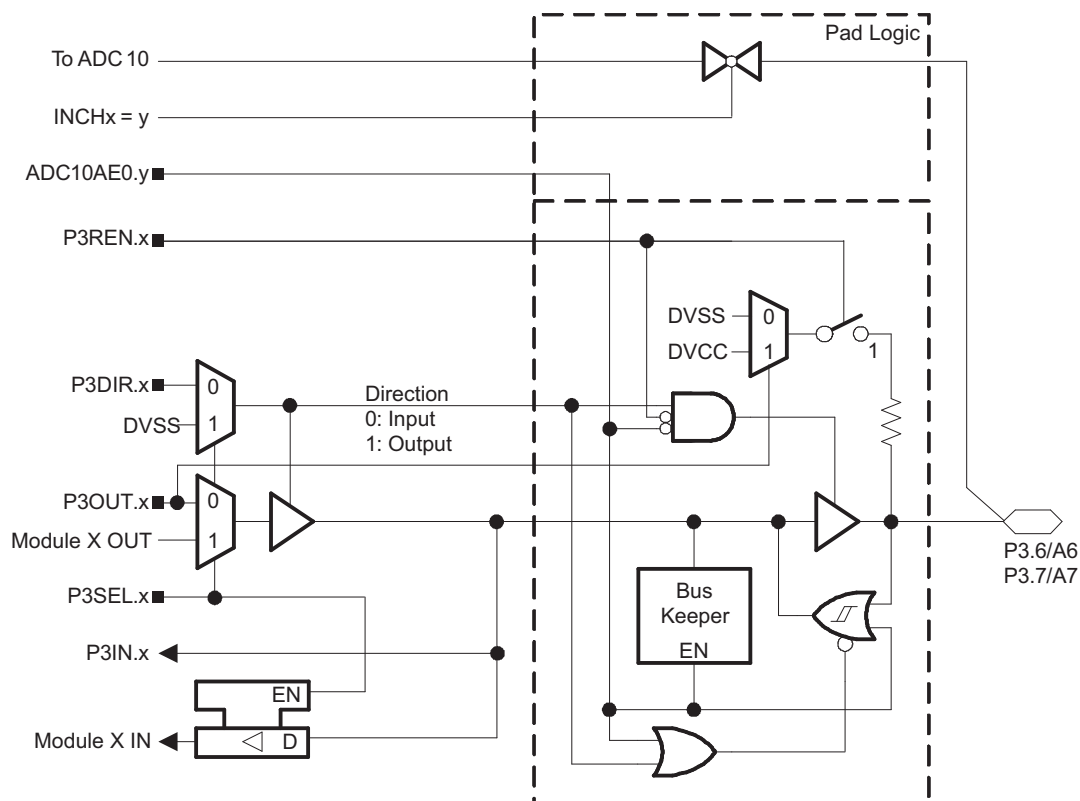 Pad Logic
To ADC 10
INCHx = y
ADC10AE0.y
P3REN.x
DVSS
0
DVCC
1
1
P3DIR.x
0
DVSS
1
Direction
0: Input
1: Output
P3OUT.x
0
Module X OUT
1
P3.6/A6
P3.7/A7
Bus
Keeper
EN
P3SEL.x
P3IN.x
EN
Module X IN
D